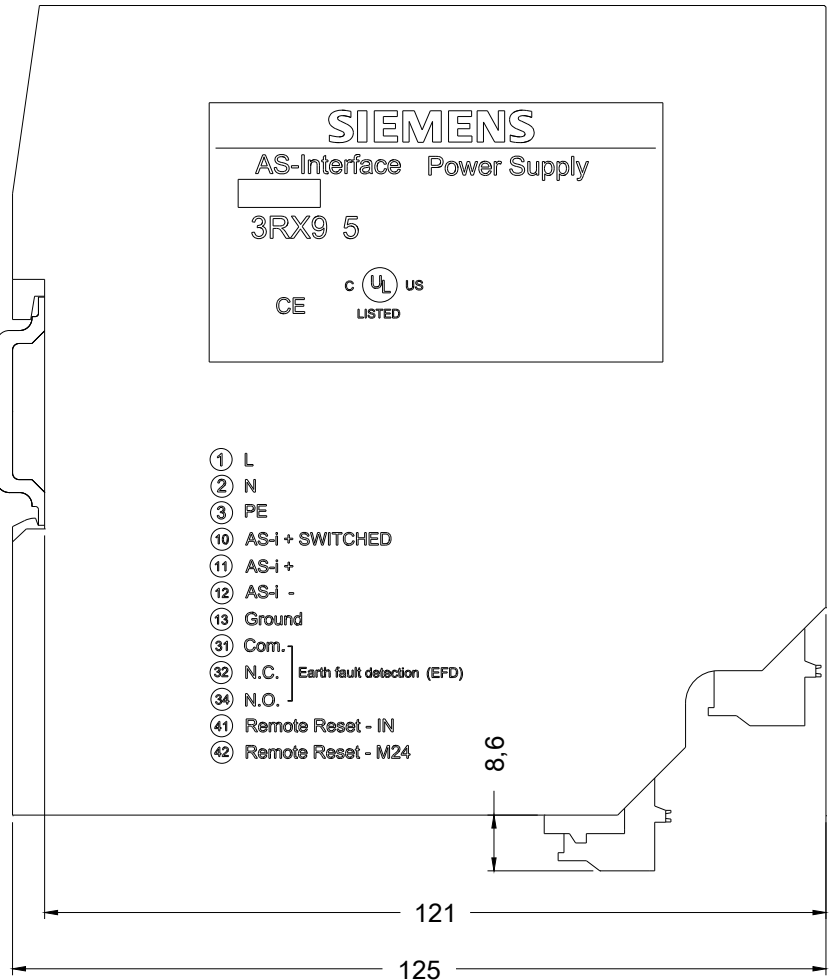 SIEMENS
AS-Interface Power Supply
3RX9 5
C UL US
CE
LISTED
1 L
2 N
3 PE
10 AS-i + SWITCHED
11 AS-i +
12 AS-i -
13 Ground
31 Com.
32 N.C. Earth fault detection (EFD)
34 N.O.
41 Remote Reset - IN
42 Remote Reset - M24
8,6
121
125